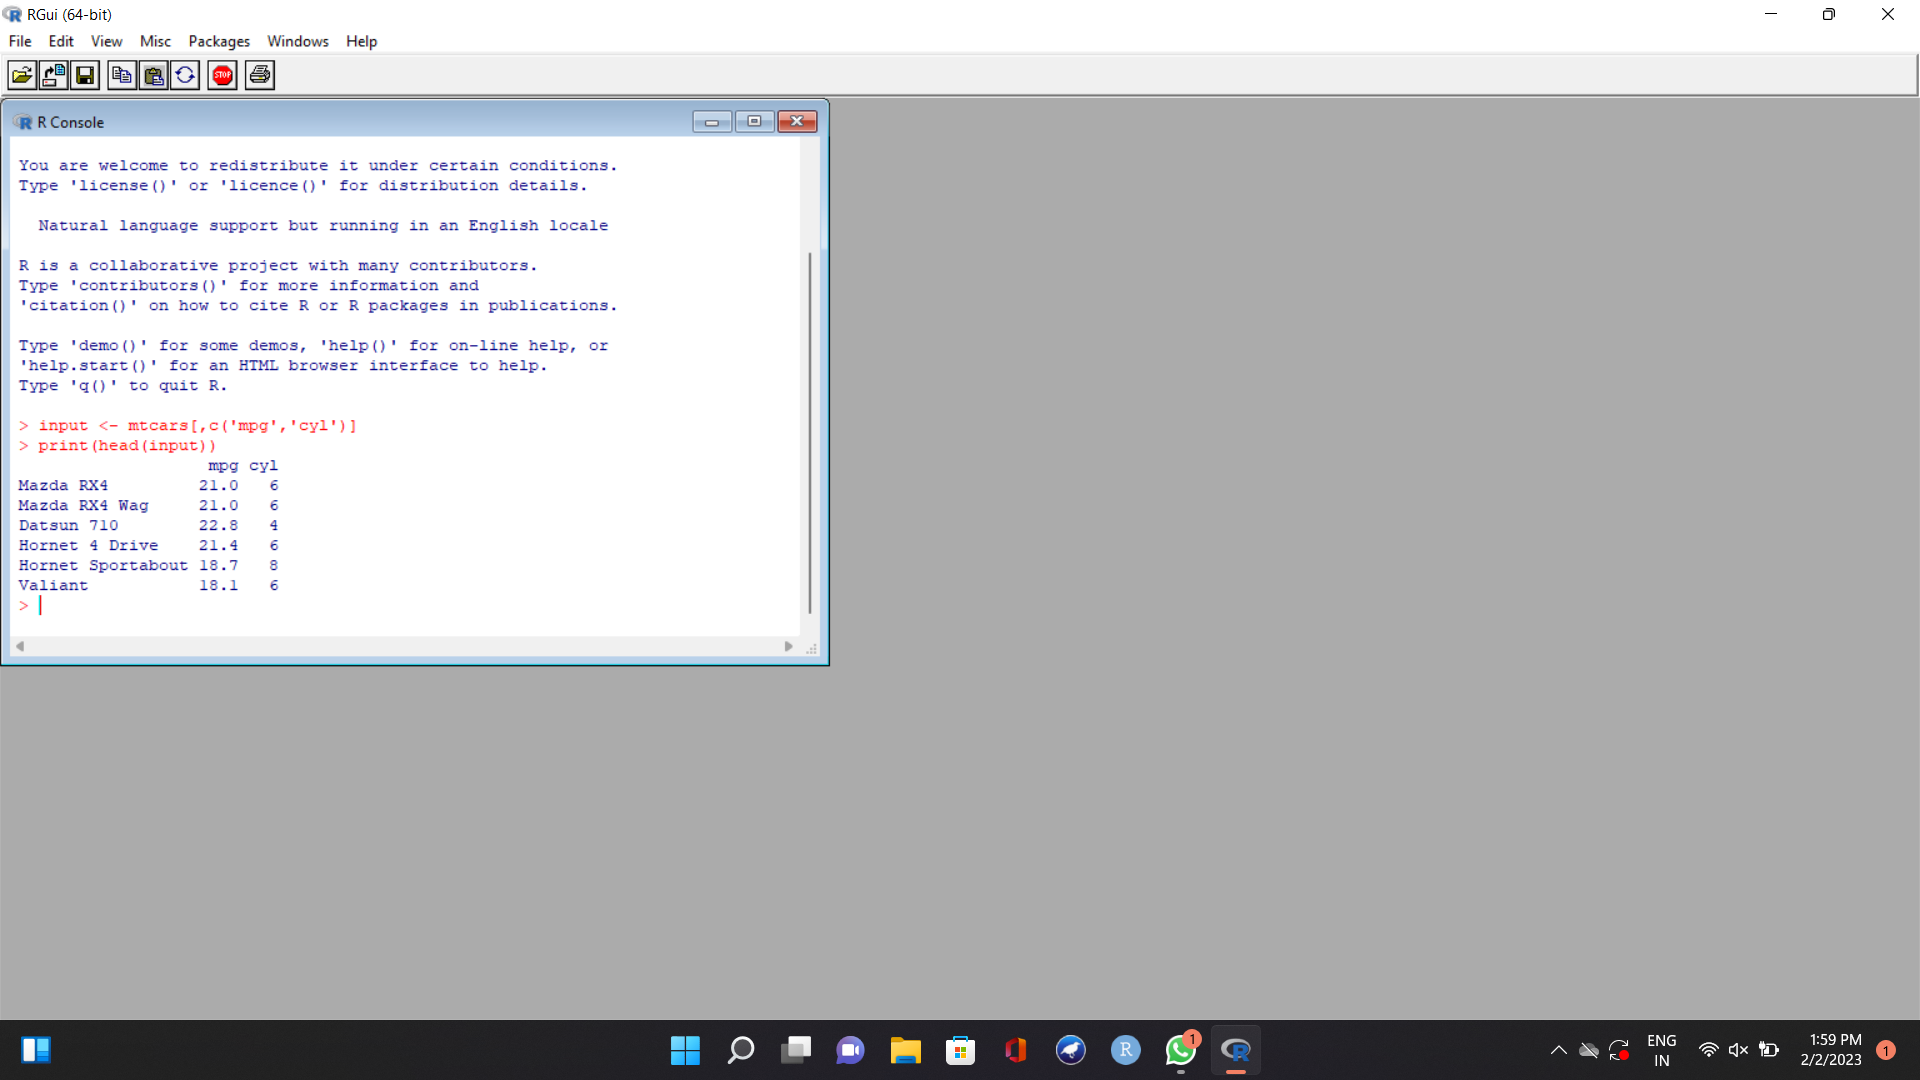 RGui (64-bit)
File Edit View Misc Packages Windows Help
STOP
R Console
You are welcome to redistribute it under certain conditions.
Type 'license()' or 'licence()' for distribution details.
Natural language support but running in an English locale
R is a collaborative project with many contributors.
Type 'contributors()' for more information and
'citation()' on how to cite R or R packages in publications.
Type 'demo()' for some demos, 'help()' for on-line help, or
'help.start()' for an HTML browser interface to help.
Type 'q()' to quit R.
> input <- mtcars[,c('mpg','cyl')]
> print(head(input))
mpg cyl
Mazda RX4 21.0 6
Mazda RX4 Wag 21.0 6
Datsun 710 22.8 4
Hornet 4 Drive 21.4 6
Hornet Sportabout 18.7 8
Valiant 18.1 6
>
R
1
R
ENG
IN
1:59 PM
2/2/2023
1